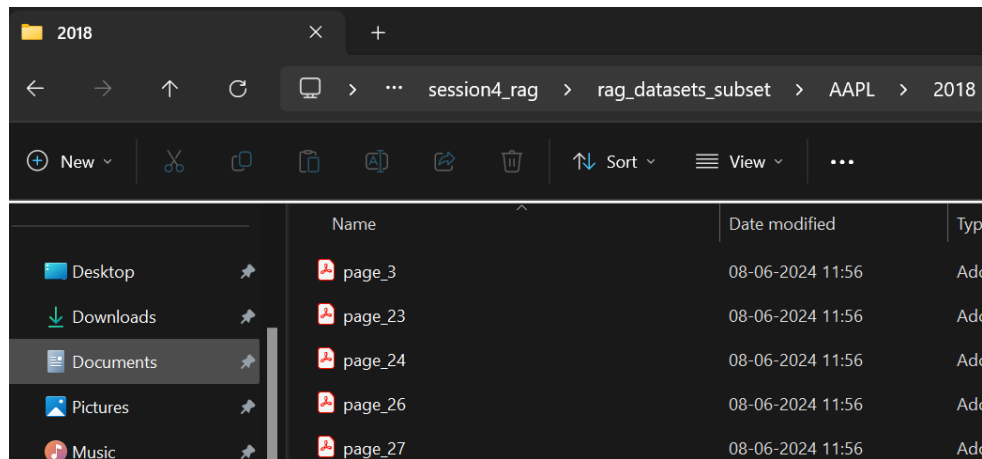 2018
session4_rag > rag_datasets_subset > AAPL > 2018
New Sort View
Name Date modified
Desktop
Downloads
Documents
Pictures
Music
page_3 08-06-2024 11:56
page_23 08-06-2024 11:56
page_24 08-06-2024 11:56
page_26 08-06-2024 11:56
page_27 08-06-2024 11:56